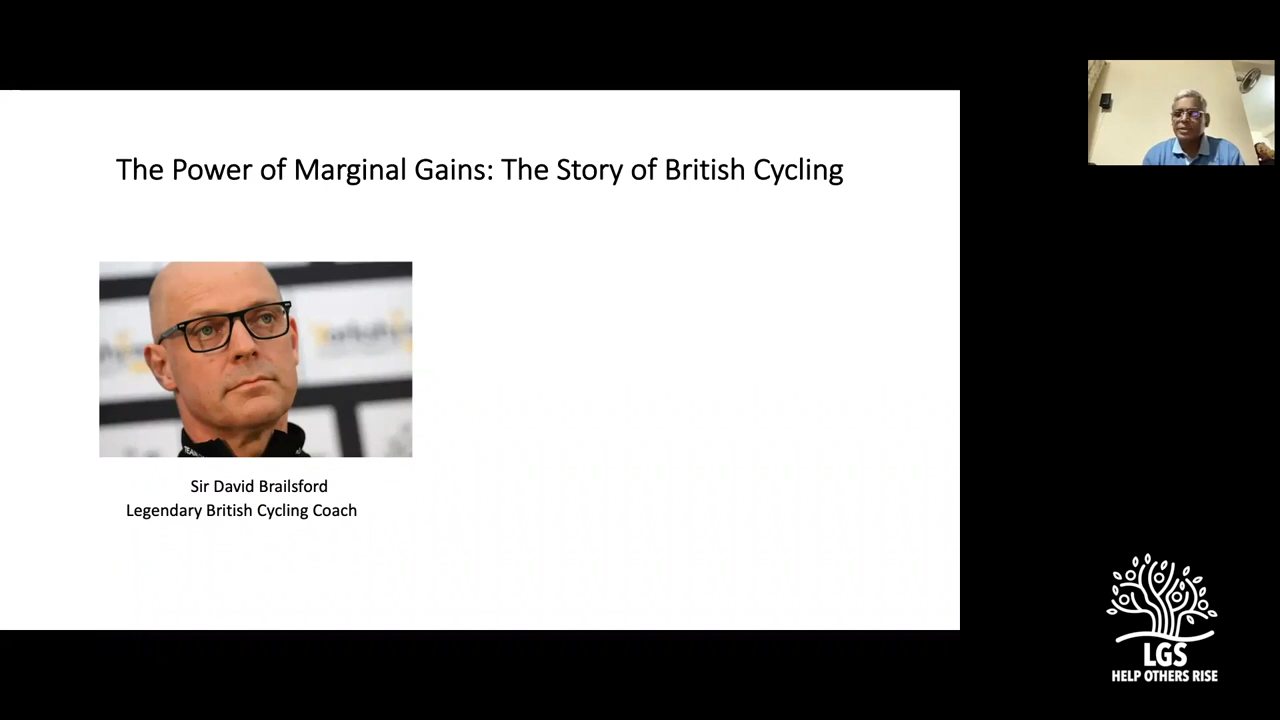 The Power of Marginal Gains: The Story of British Cycling
Sir David Brailsford
Legendary British Cycling Coach
LGS
HELP OTHERS RISE